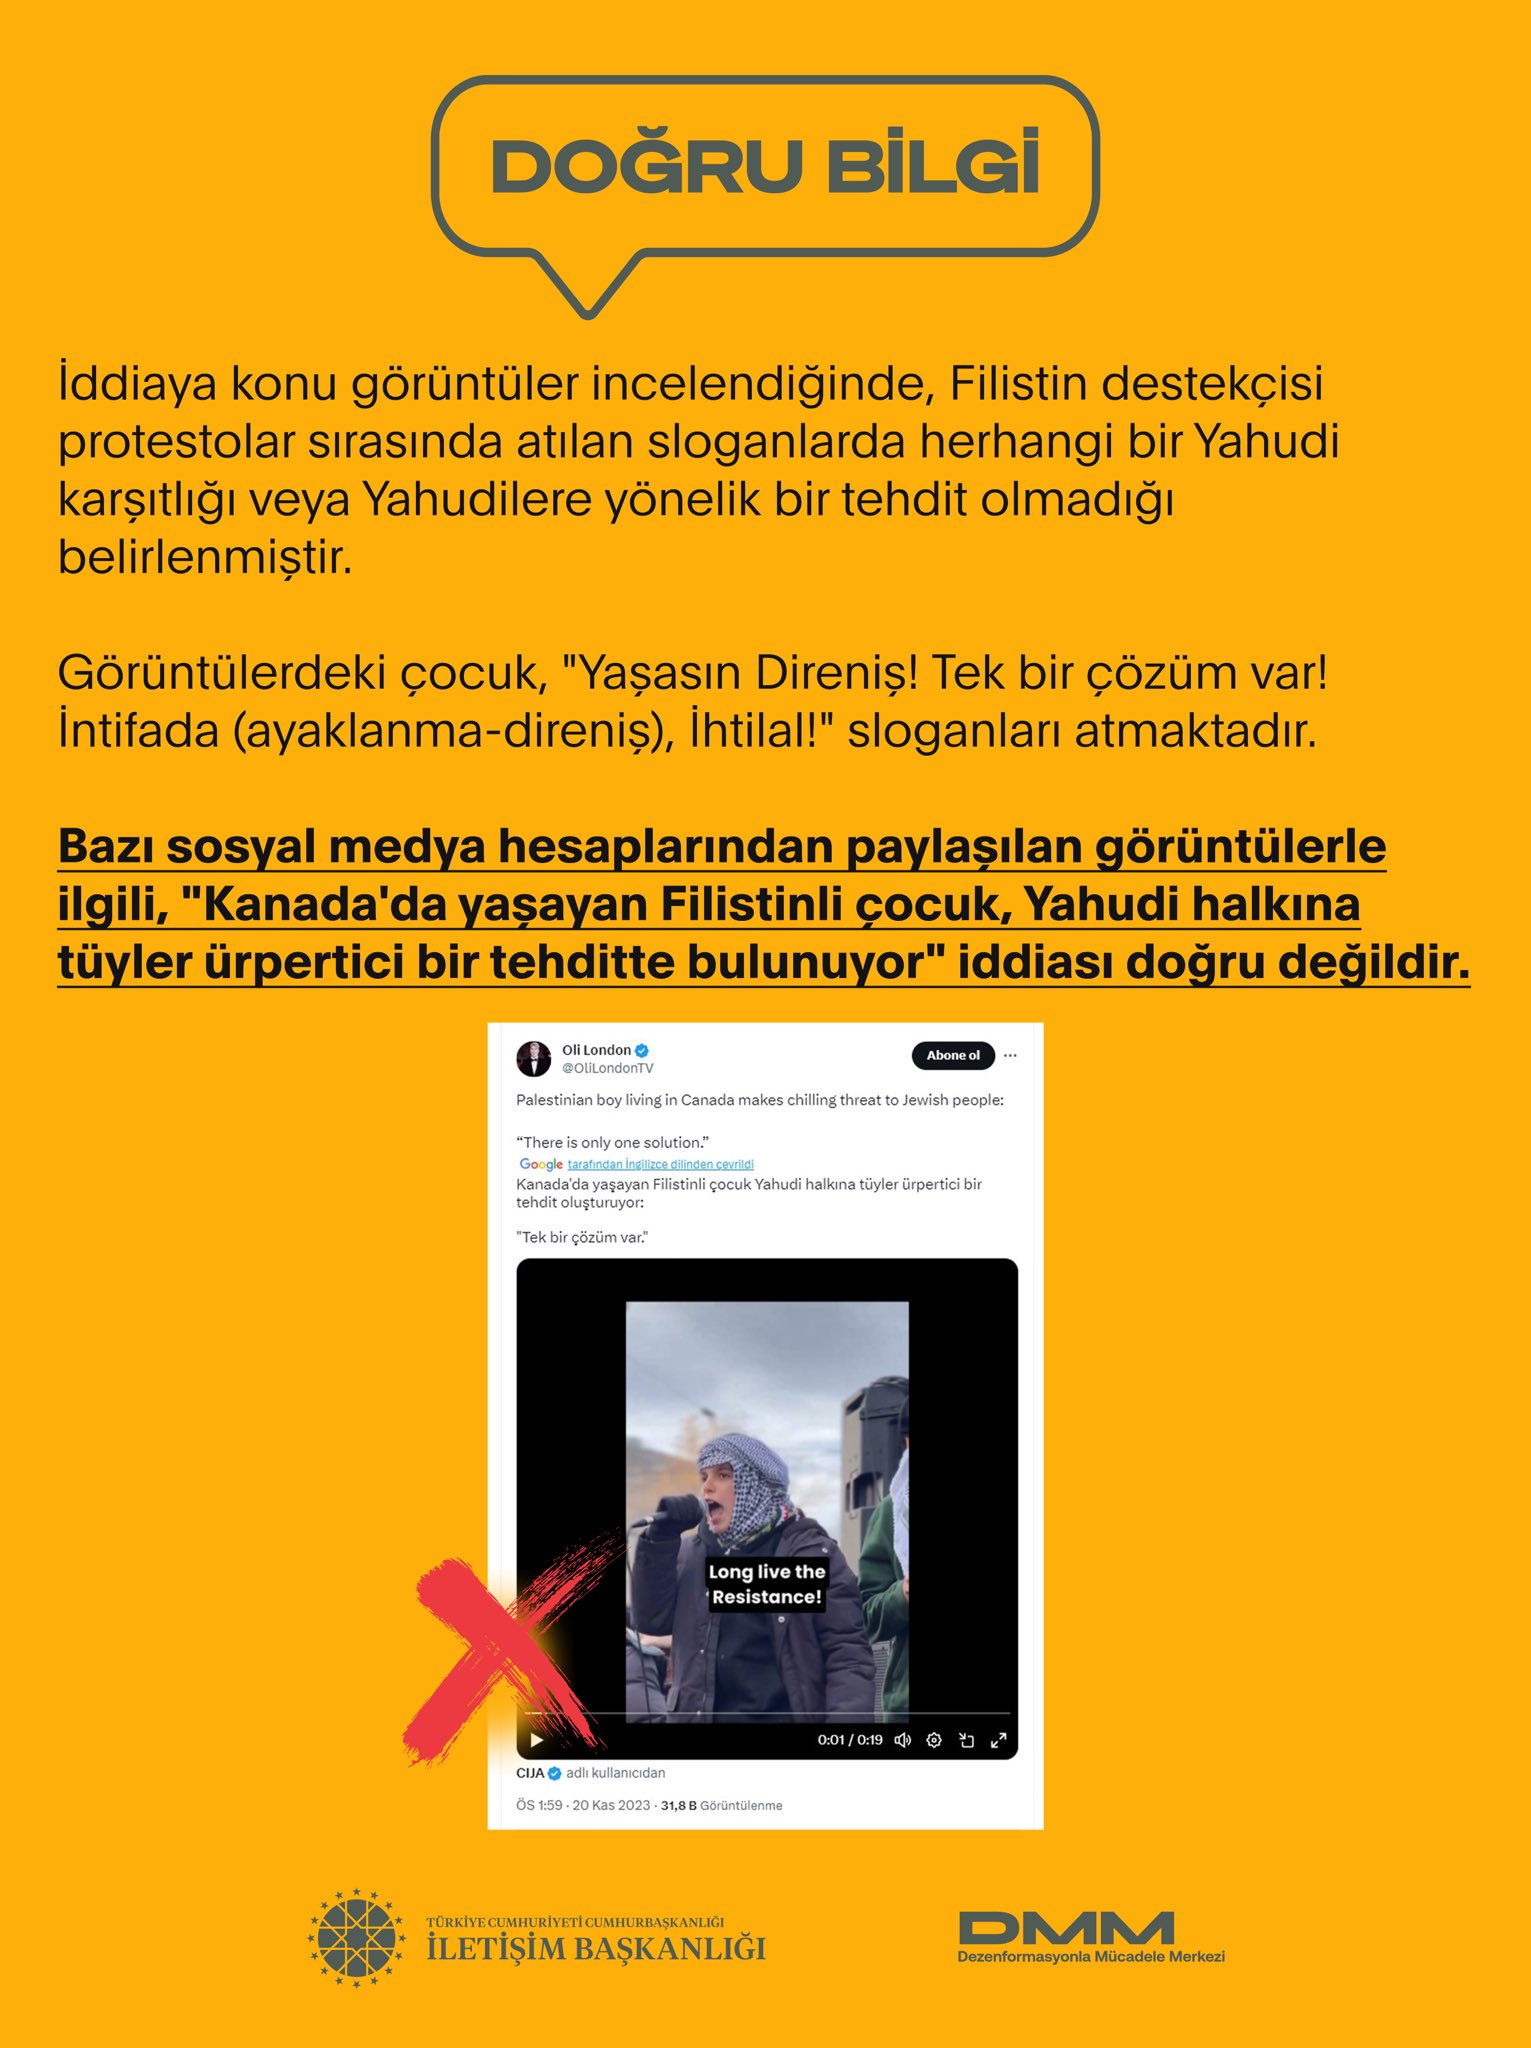 DOĞRU BİLGİ
İddiaya konu görüntüler incelendiğinde, Filistin destekçisi
protestolar sırasında atılan sloganlarda herhangi bir Yahudi
karşıtlığı veya Yahudilere yönelik bir tehdit olmadığı
belirlenmiştir.
Görüntülerdeki çocuk, "Yaşasın Direniş! Tek bir çözüm var!
İntifada (ayaklanma-direniş), İhtilal!" sloganları atmaktadır.
Bazı sosyal medya hesaplarından paylaşılan görüntülerle
ilgili, "Kanada'da yaşayan Filistinli çocuk, Yahudi halkına
tüyler ürpertici bir tehditte bulunuyor" iddiası doğru değildir.
Oli London
@OliLondonTV
Abone ol
Palestinian boy living in Canada makes chilling threat to Jewish people:
“There is only one solution.”
Google tarafından İngilizce dilinden çevrildi
Kanada'da yaşayan Filistinli çocuk Yahudi halkına tüyler ürpertici bir
tehdit oluşturuyor:
"Tek bir çözüm var."
Long live the
Resistance!
0:01 / 0:19
CIJA adlı kullanıcıdan
ÖS 1:59 · 20 Kas 2023 · 31,8 B Görüntülenme
TÜRKİYE CUMHURİYETİ CUMHURBAŞKANLIĞI
İLETİŞİM BAŞKANLIĞI
DMM
Dezenformasyonla Mücadele Merkezi